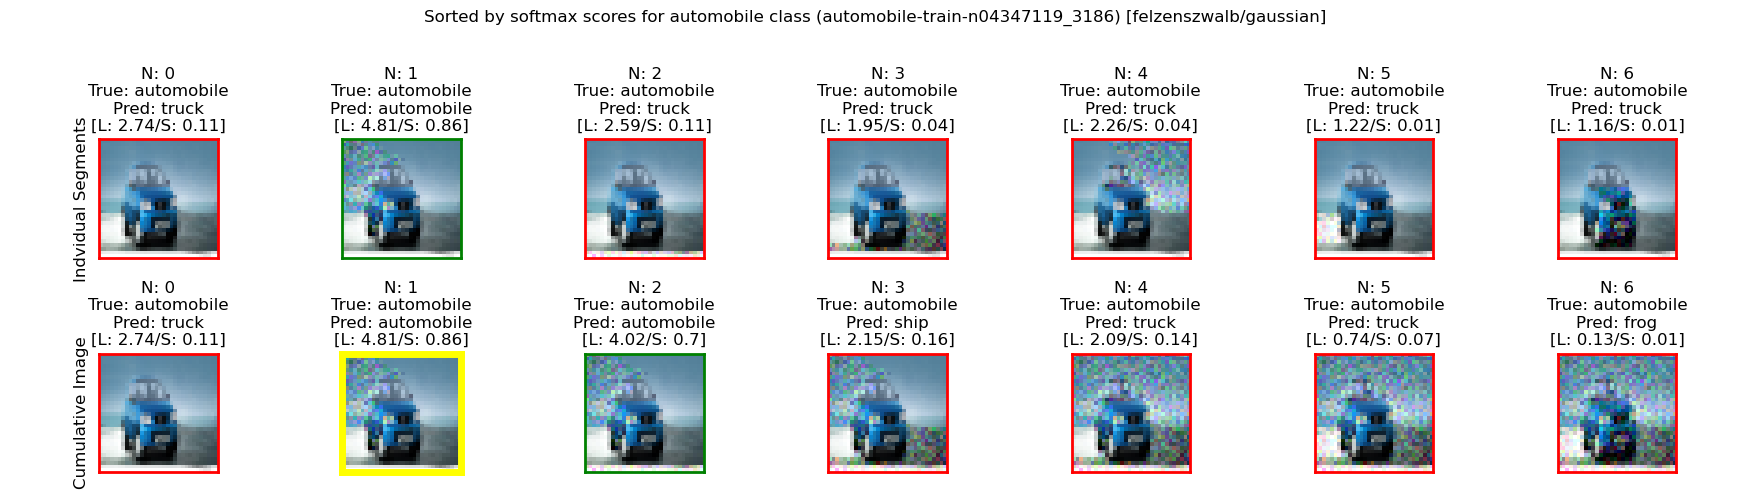 Sorted by softmax scores for automobile class (automobile-train-n04347119_3186) [felzenszwalb/gaussian]
Indvidual Segments
N: 0
True: automobile
Pred: truck
[L: 2.74/S: 0.11]
N: 1
True: automobile
Pred: automobile
[L: 4.81/S: 0.86]
N: 2
True: automobile
Pred: truck
[L: 2.59/S: 0.11]
N: 3
True: automobile
Pred: truck
[L: 1.95/S: 0.04]
N: 4
True: automobile
Pred: truck
[L: 2.26/S: 0.04]
N: 5
True: automobile
Pred: truck
[L: 1.22/S: 0.01]
N: 6
True: automobile
Pred: truck
[L: 1.16/S: 0.01]
Cumulative Image
N: 0
True: automobile
Pred: truck
[L: 2.74/S: 0.11]
N: 1
True: automobile
Pred: automobile
[L: 4.81/S: 0.86]
N: 2
True: automobile
Pred: automobile
[L: 4.02/S: 0.7]
N: 3
True: automobile
Pred: ship
[L: 2.15/S: 0.16]
N: 4
True: automobile
Pred: truck
[L: 2.09/S: 0.14]
N: 5
True: automobile
Pred: truck
[L: 0.74/S: 0.07]
N: 6
True: automobile
Pred: frog
[L: 0.13/S: 0.01]